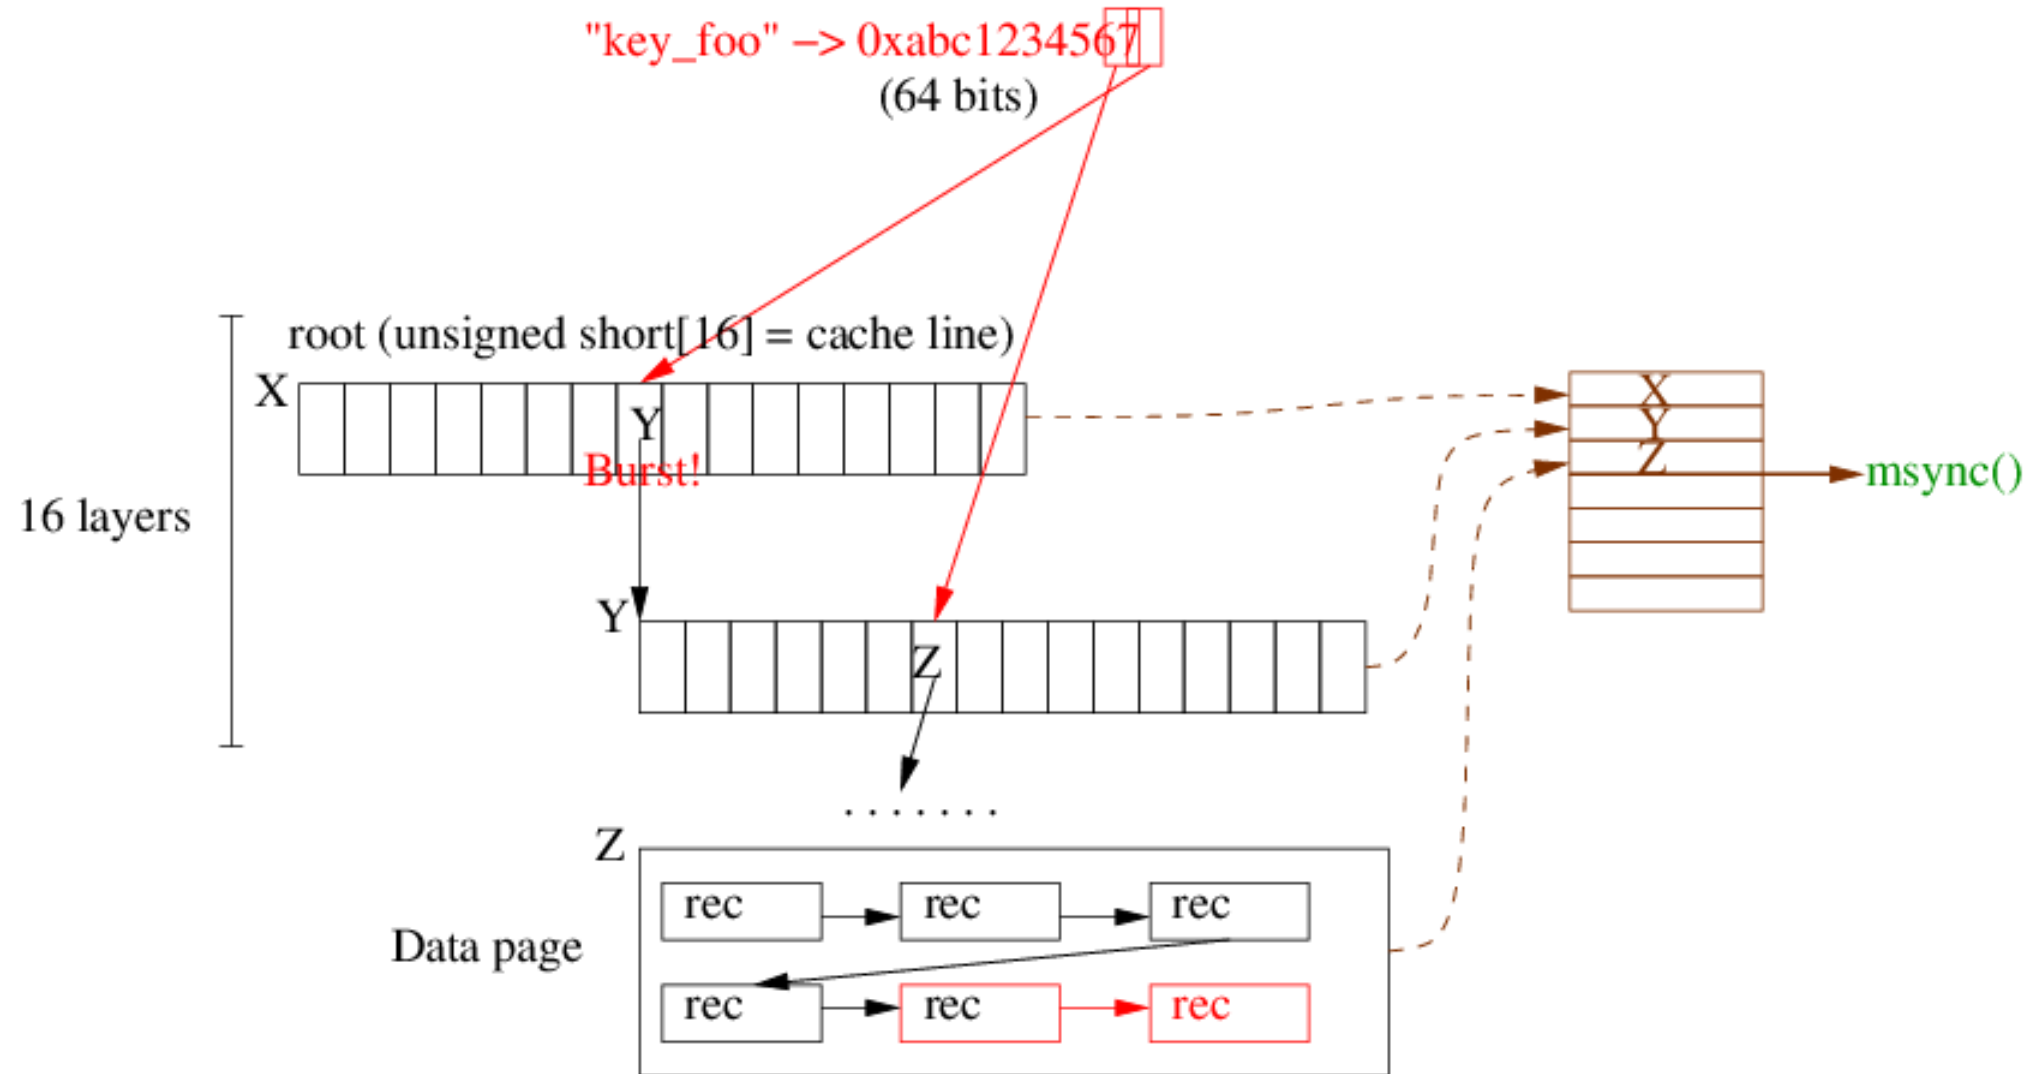 "key_foo" −> 0xabc1234567
(64 bits)
root (unsigned short[16] = cache line)
X
Y
Burst!
16 layers
Y
Z
X
Y
Z
msync()
. . . . . . .
Z
Data page
rec rec rec
rec rec rec